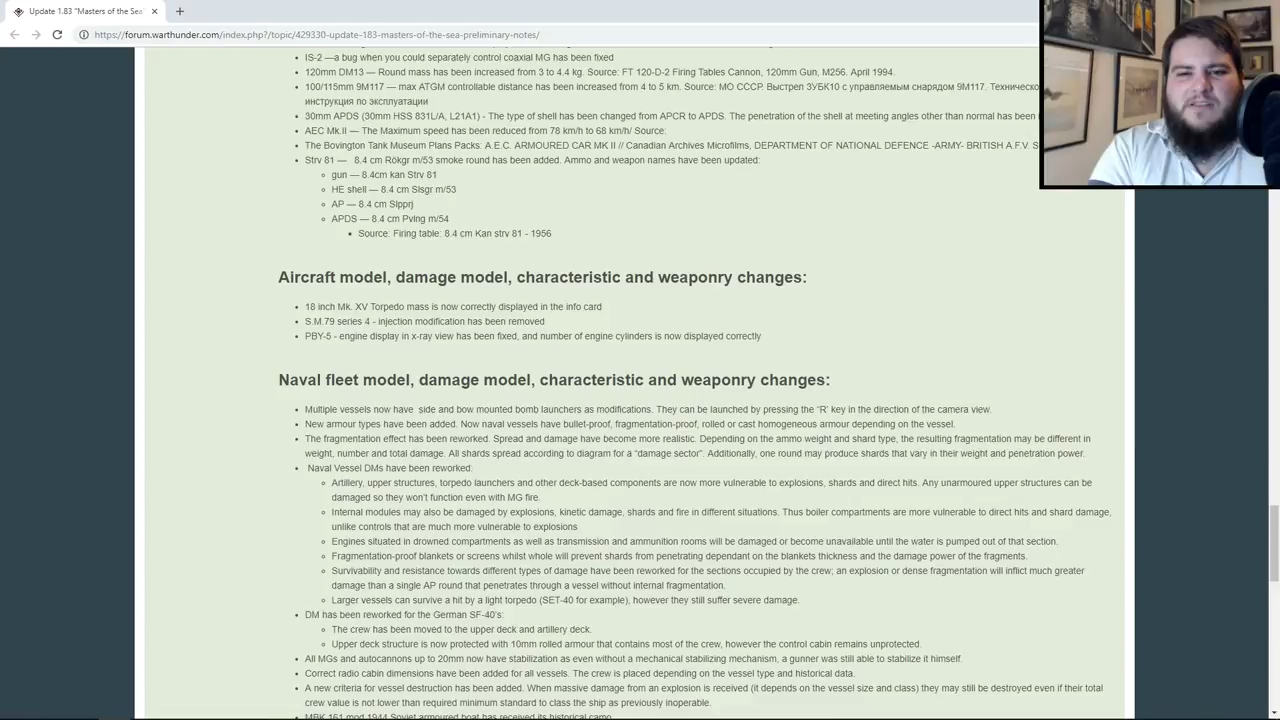 Update 1.83 "Masters of the Sea
https://forum.warthunder.com/index.php?/topic/429330-update-183-masters-of-the-sea-preliminary-notes/
IS-2 —a bug when you could separately control coaxial MG has been fixed
120mm DM13 — Round mass has been increased from 3 to 4.4 kg. Source: FT 120-D-2 Firing Tables Cannon, 120mm Gun, M256. April 1994.
100/115mm 9M117 — max ATGM controllable distance has been increased from 4 to 5 km. Source: МО СССР. Выстрел ЗУБК10 с управляемым снарядом 9М117. Техническо
инструкция по эксплуатации
30mm APDS (30mm HSS 831L/A, L21A1) - The type of shell has been changed from APCR to APDS. The penetration of the shell at meeting angles other than normal has been
AEC Mk.II — The Maximum speed has been reduced from 78 km/h to 68 km/h/ Source:
The Bovington Tank Museum Plans Packs. A.E.C. ARMOURED CAR MK II // Canadian Archives Microfilms, DEPARTMENT OF NATIONAL DEFENCE -ARMY- BRITISH A.F.V. S
Strv 81 — 8.4 cm Rökgr m/53 smoke round has been added. Ammo and weapon names have been updated:
gun — 8.4cm kan Strv 81
HE shell — 8.4 cm Slsgr m/53
AP — 8.4 cm Slpprj
APDS — 8.4 cm Pvlng m/54
Source: Firing table: 8.4 cm Kan strv 81 - 1956
Aircraft model, damage model, characteristic and weaponry changes:
18 inch Mk. XV Torpedo mass is now correctly displayed in the info card
S.M.79 series 4 - injection modification has been removed
PBY-5 - engine display in x-ray view has been fixed, and number of engine cylinders is now displayed correctly
Naval fleet model, damage model, characteristic and weaponry changes:
Multiple vessels now have side and bow mounted bomb launchers as modifications. They can be launched by pressing the “R’ key in the direction of the camera view.
New armour types have been added. Now naval vessels have bullet-proof, fragmentation-proof, rolled or cast homogeneous armour depending on the vessel.
The fragmentation effect has been reworked. Spread and damage have become more realistic. Depending on the ammo weight and shard type, the resulting fragmentation may be different in
weight, number and total damage. All shards spread according to diagram for a “damage sector”. Additionally, one round may produce shards that vary in their weight and penetration power.
Naval Vessel DMs have been reworked:
Artillery, upper structures, torpedo launchers and other deck-based components are now more vulnerable to explosions, shards and direct hits. Any unarmoured upper structures can be
damaged so they won't function even with MG fire.
Internal modules may also be damaged by explosions, kinetic damage, shards and fire in different situations. Thus boiler compartments are more vulnerable to direct hits and shard damage,
unlike controls that are much more vulnerable to explosions
Engines situated in drowned compartments as well as transmission and ammunition rooms will be damaged or become unavailable until the water is pumped out of that section.
Fragmentation-proof blankets or screens whilst whole will prevent shards from penetrating dependant on the blankets thickness and the damage power of the fragments.
Survivability and resistance towards different types of damage have been reworked for the sections occupied by the crew; an explosion or dense fragmentation will inflict much greater
damage than a single AP round that penetrates through a vessel without internal fragmentation.
Larger vessels can survive a hit by a light torpedo (SET-40 for example), however they still suffer severe damage.
DM has been reworked for the German SF-40's:
The crew has been moved to the upper deck and artillery deck.
Upper deck structure is now protected with 10mm rolled armour that contains most of the crew, however the control cabin remains unprotected.
All MGs and autocannons up to 20mm now have stabilization as even without a mechanical stabilizing mechanism, a gunner was still able to stabilize it himself.
Correct radio cabin dimensions have been added for all vessels. The crew is placed depending on the vessel type and historical data.
A new criteria for vessel destruction has been added. When massive damage from an explosion is received (it depends on the vessel size and class) they may still be destroyed even if their total
crew value is not lower than required minimum standard to class the ship as previously inoperable.
MBK 161 mod 1944 Soviet armoured boat has received its historical camo